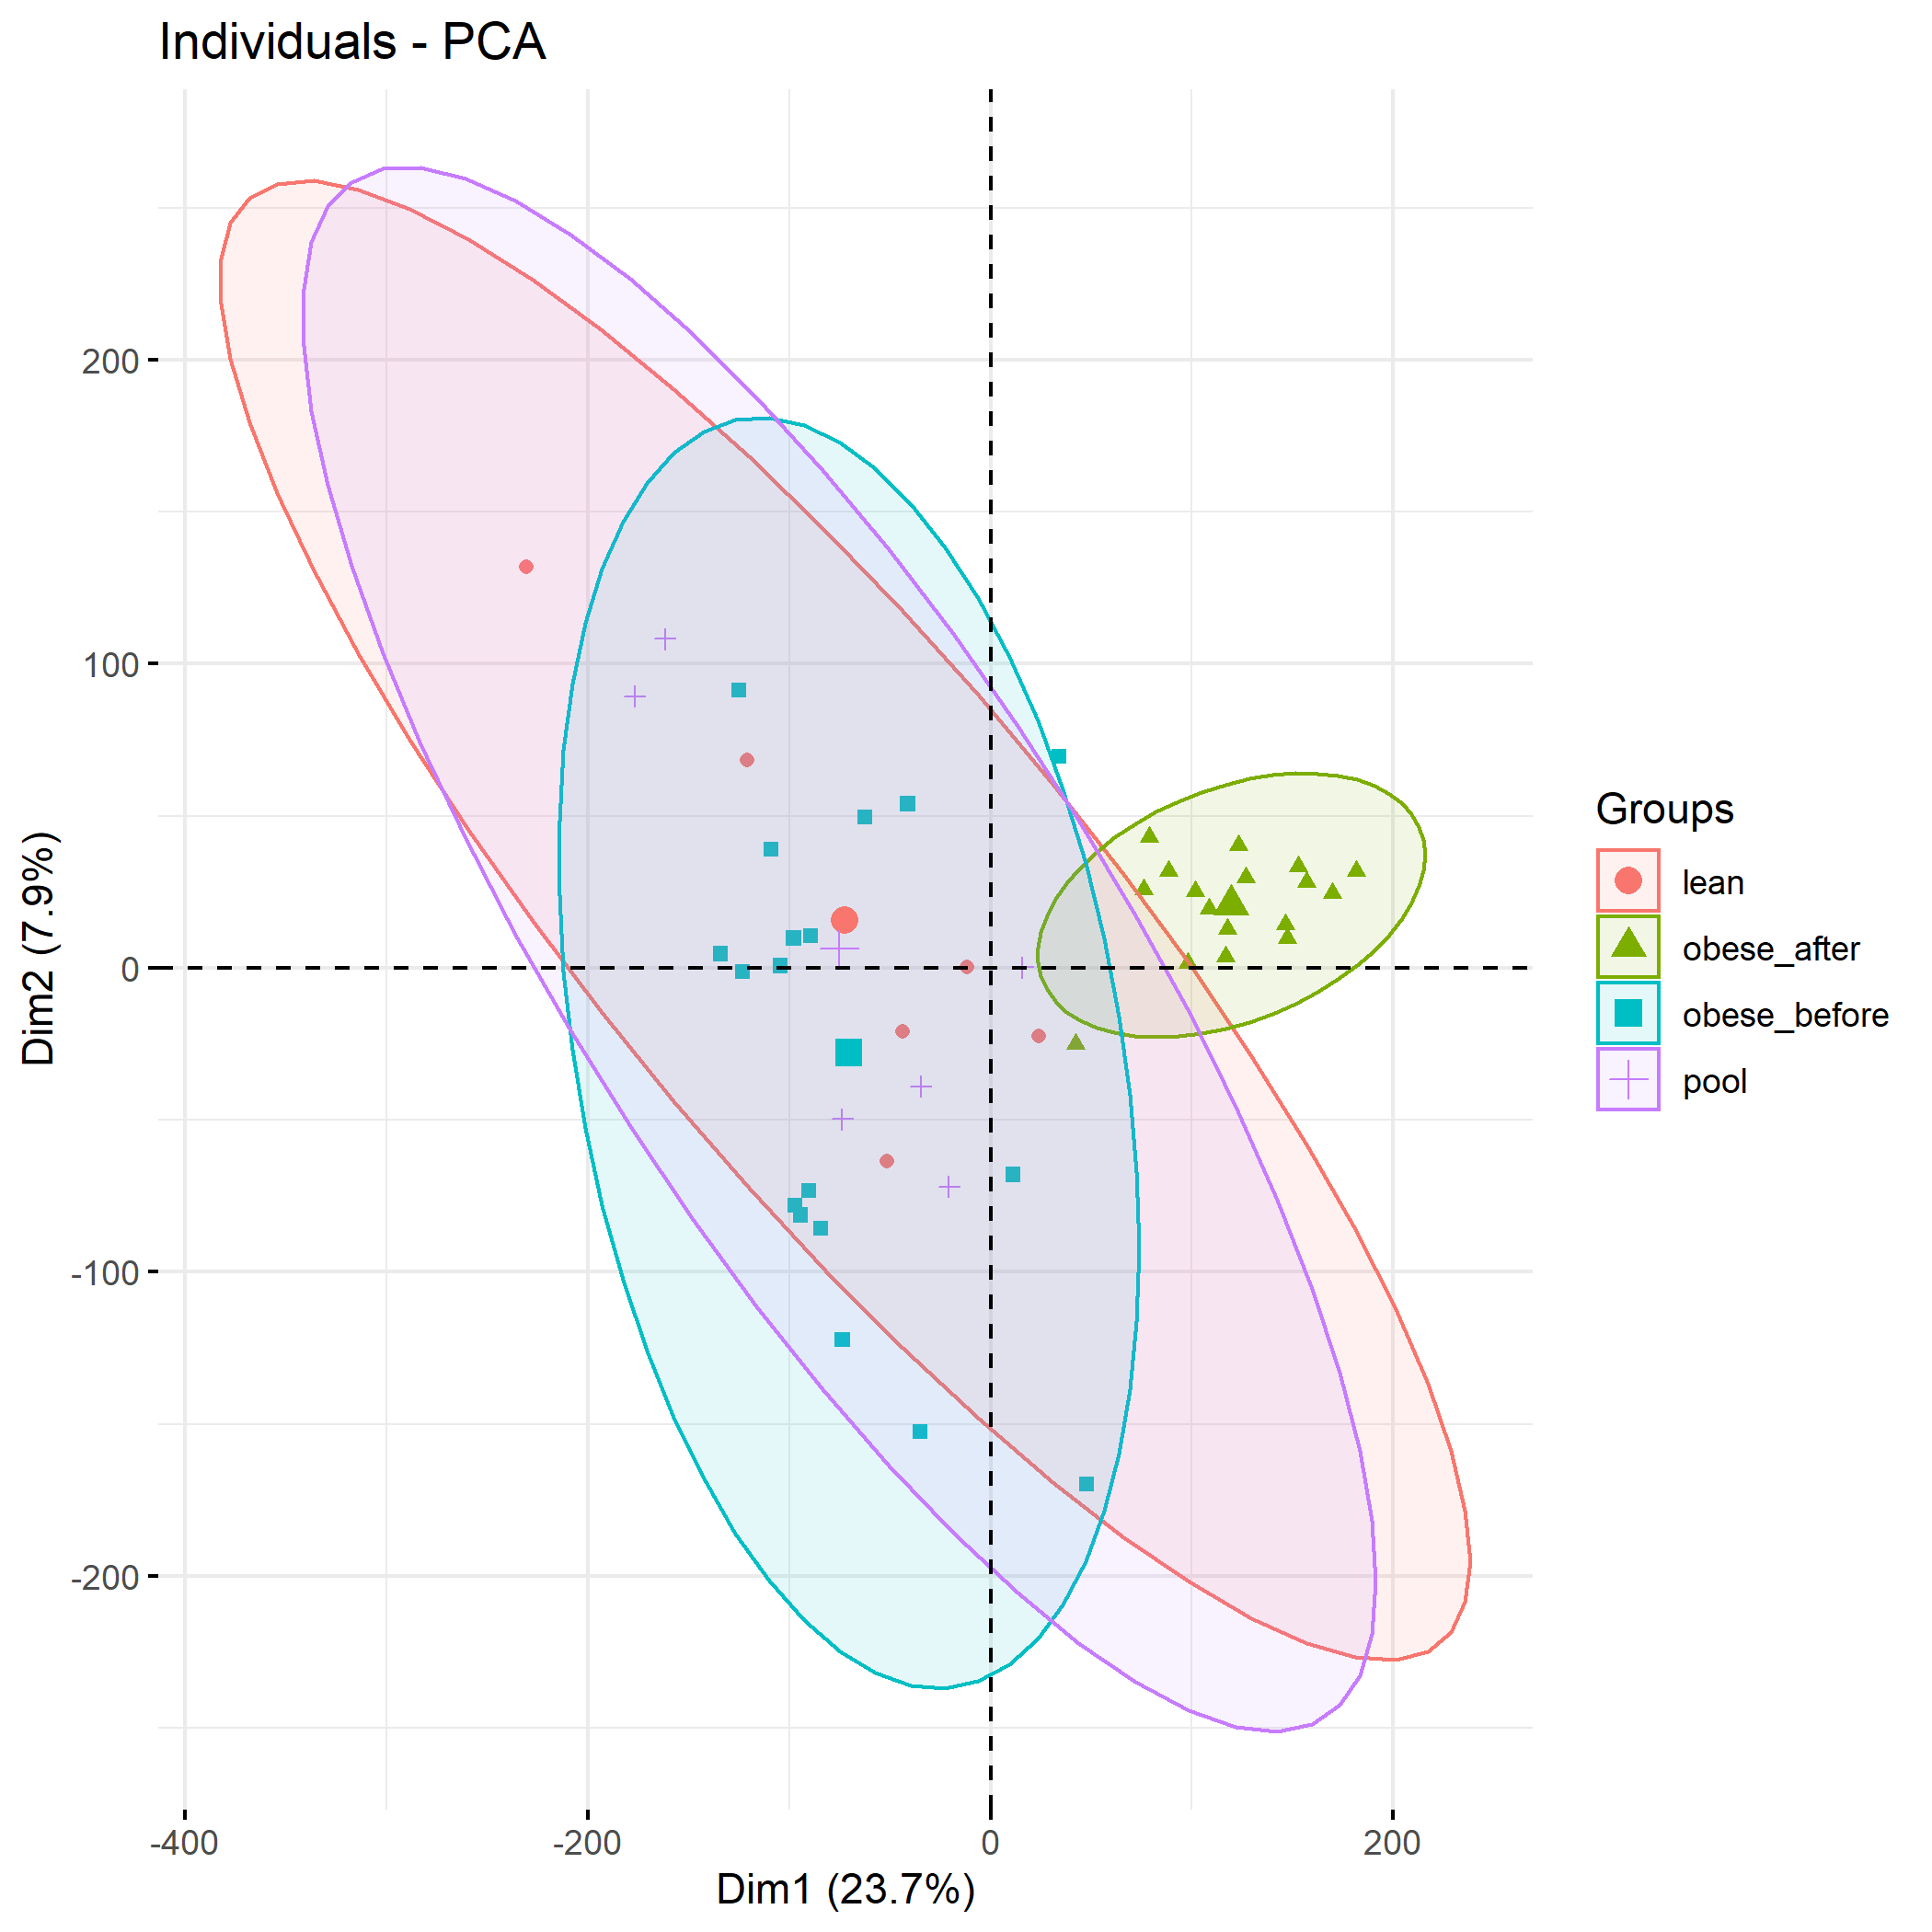 Individuals - PCA
200
100
0
-100
-200
Dim2 (7.9%)
-400
-200
0
200
Dim1 (23.7%)
Groups
lean
obese_after
obese_before
pool